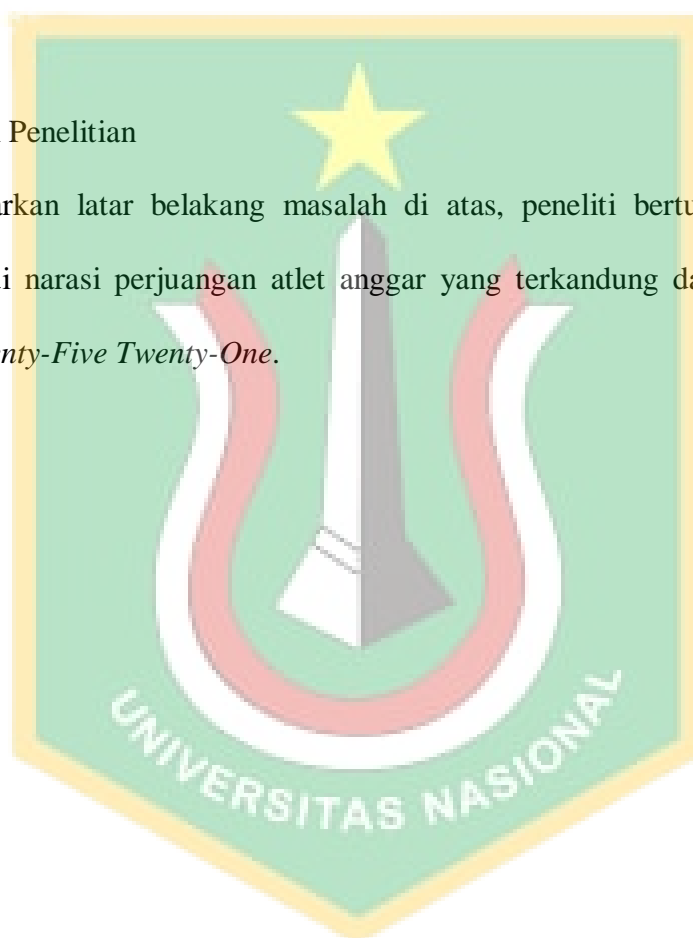 Penelitian
arkan latar belakang masalah di atas, peneliti bertu
i narasi perjuangan atlet anggar yang terkandung da
nty-Five Twenty-One.
UNIVERSITAS NASIONAL